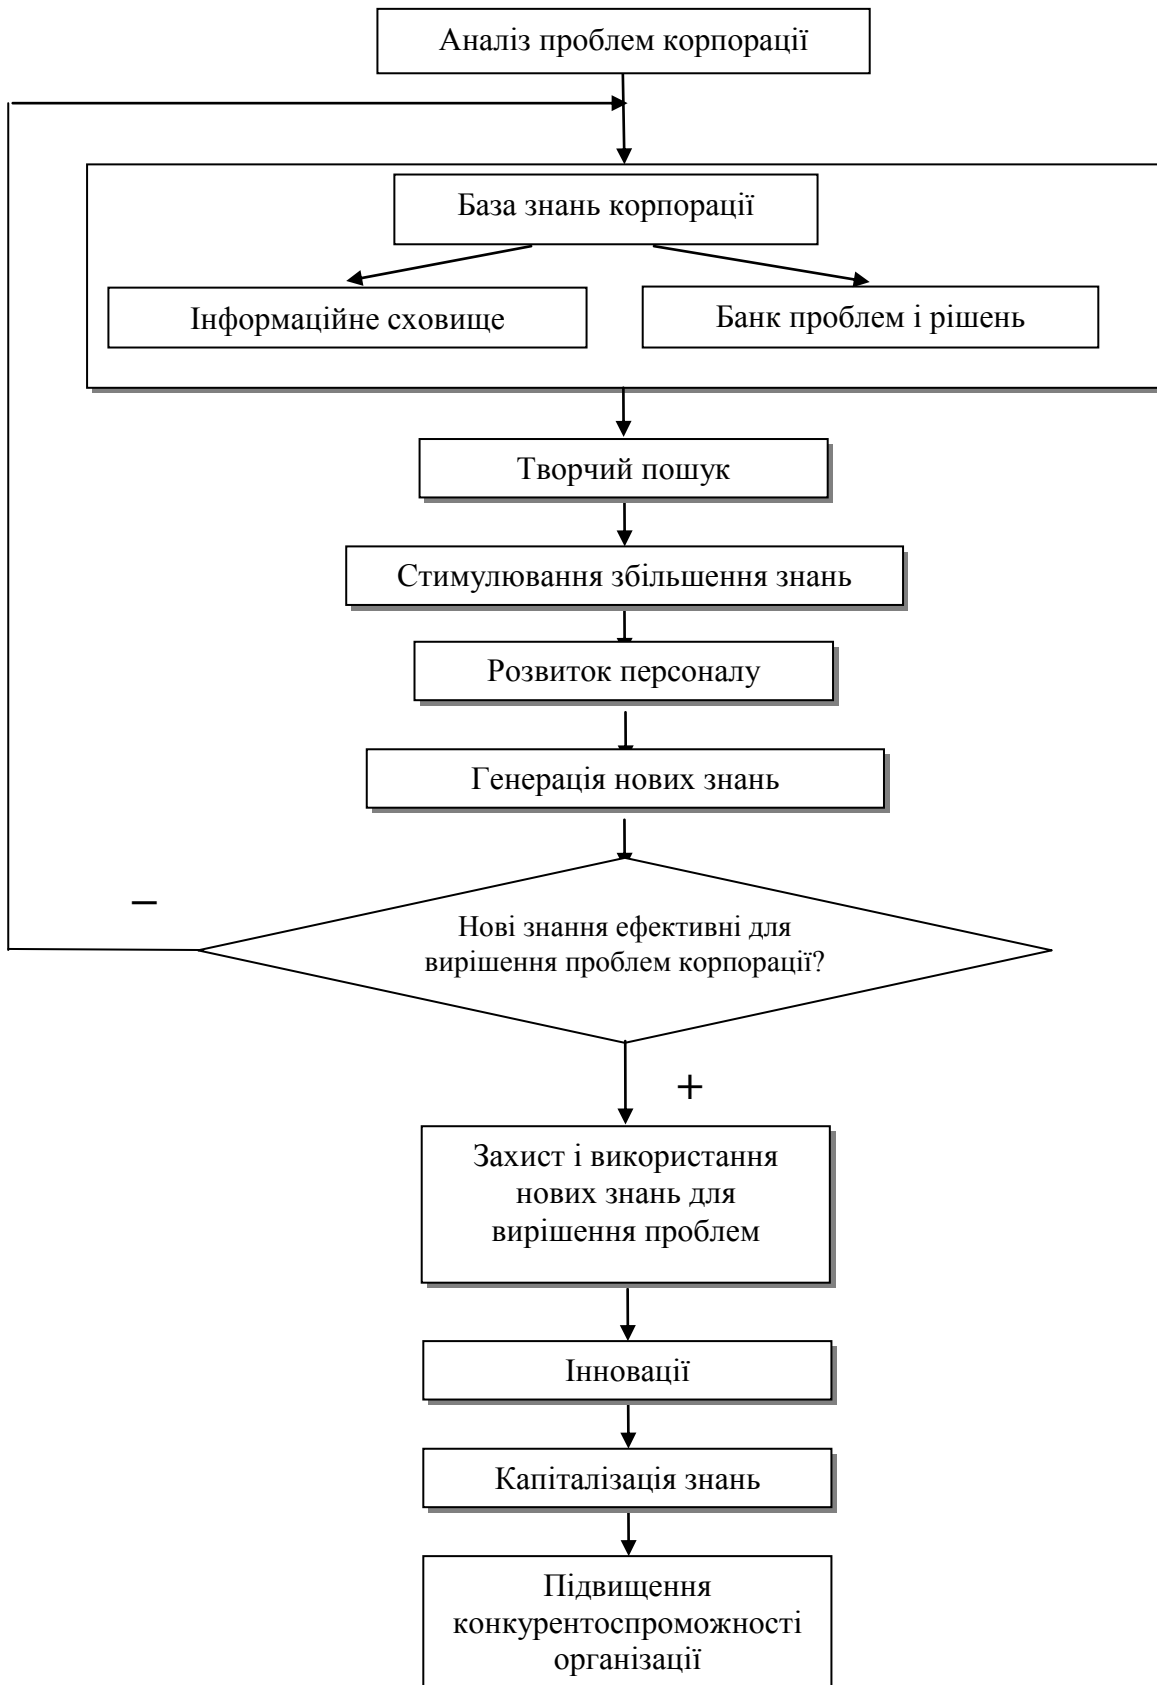 Аналіз проблем корпорації
База знань корпорації
Інформаційне сховище
Банк проблем і рішень
Творчий пошук
Стимулювання збільшення знань
Розвиток персоналу
Генерація нових знань
–
Нові знання ефективні для
вирішення проблем корпорації?
+
Захист і використання
нових знань для
вирішення проблем
Інновації
Капіталізація знань
Підвищення
конкурентоспроможності
організації